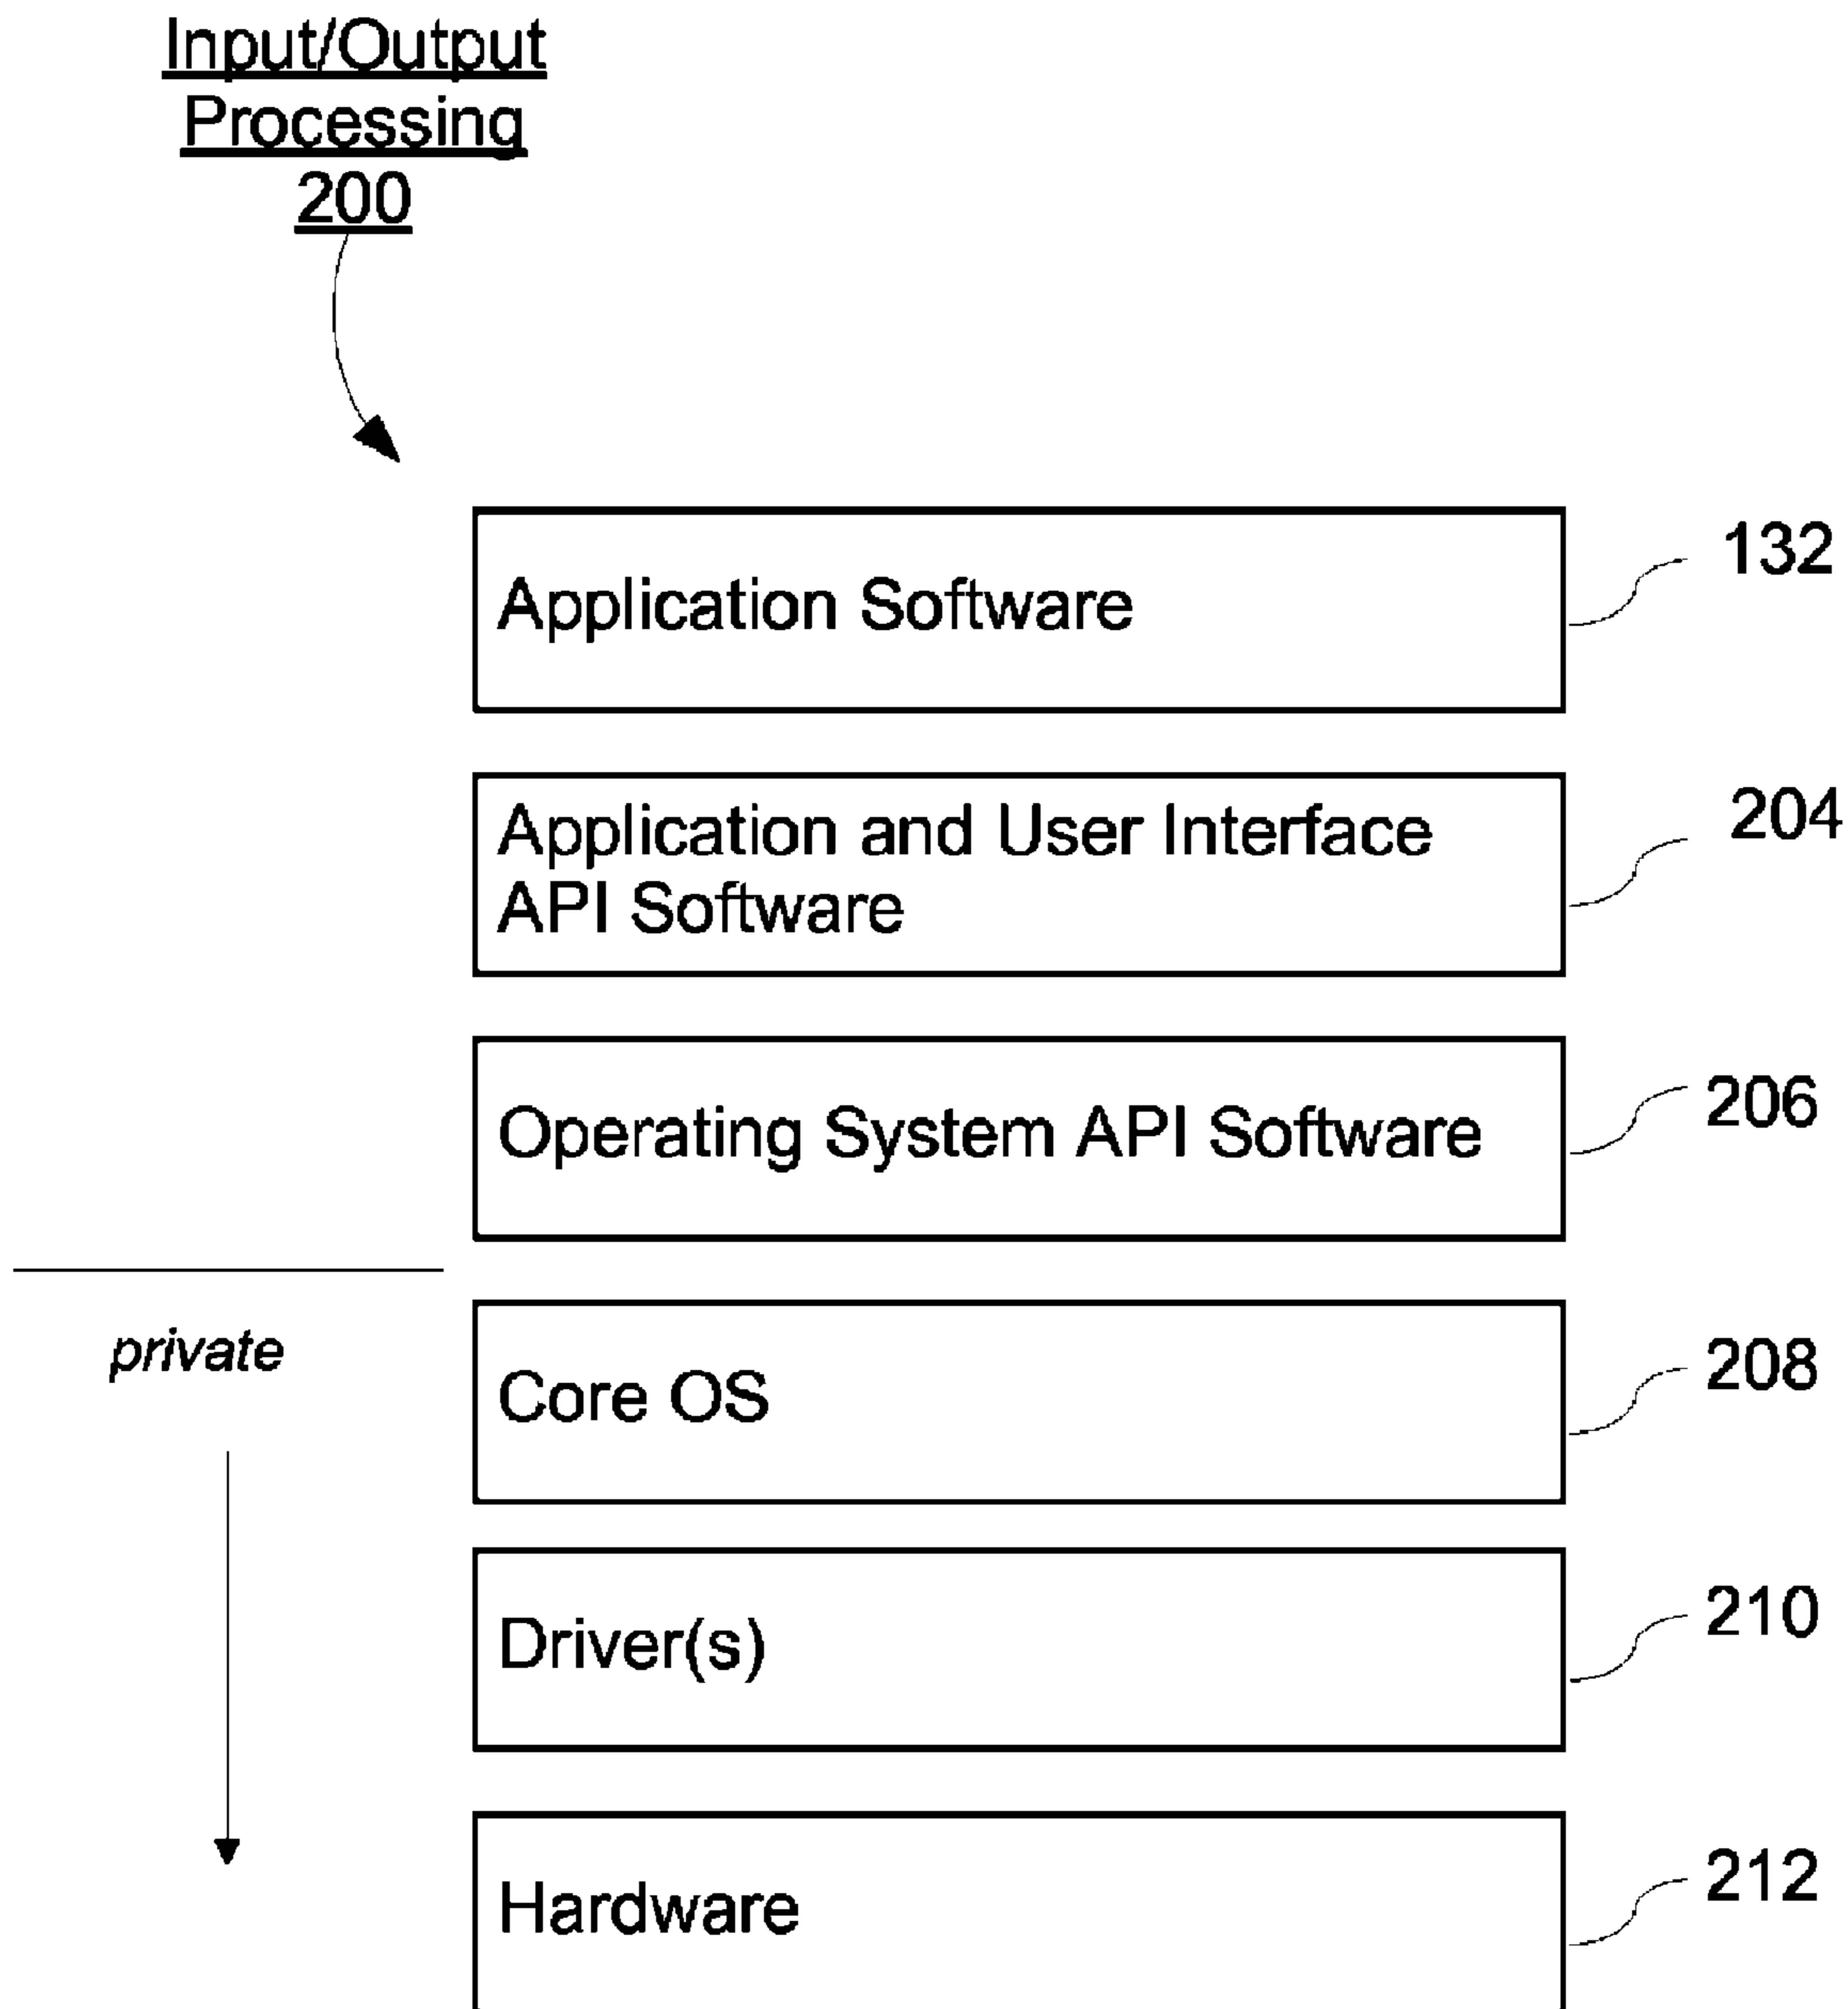 Input/Output
Processing
200
Application Software
132
Application and User Interface
API Software
204
Operating System API Software
206
private
Core OS
208
Driver(s)
210
Hardware
212